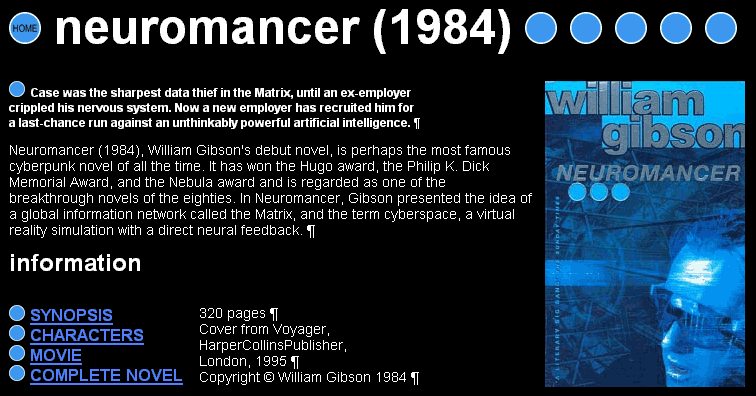 HOME
neuromancer (1984)
Case was the sharpest data thief in the Matrix, until an ex-employer
crippled his nervous system. Now a new employer has recruited him for
a last-chance run against an unthinkably powerful artificial intelligence. ¶
Neuromancer (1984), William Gibson's debut novel, is perhaps the most famous
cyberpunk novel of all the time. It has won the Hugo award, the Philip K. Dick
Memorial Award, and the Nebula award and is regarded as one of the
breakthrough novels of the eighties. In Neuromancer, Gibson presented the idea of
a global information network called the Matrix, and the term cyberspace, a virtual
reality simulation with a direct neural feedback. ¶
information
SYNOPSIS
CHARACTERS
MOVIE
COMPLETE NOVEL
320 pages ¶
Cover from Voyager,
HarperCollinsPublisher,
London, 1995 ¶
Copyright © William Gibson 1984 ¶
william
gibson
NEUROMANCER
A LITERARY BIG BANG THE SUNDAY TIMES